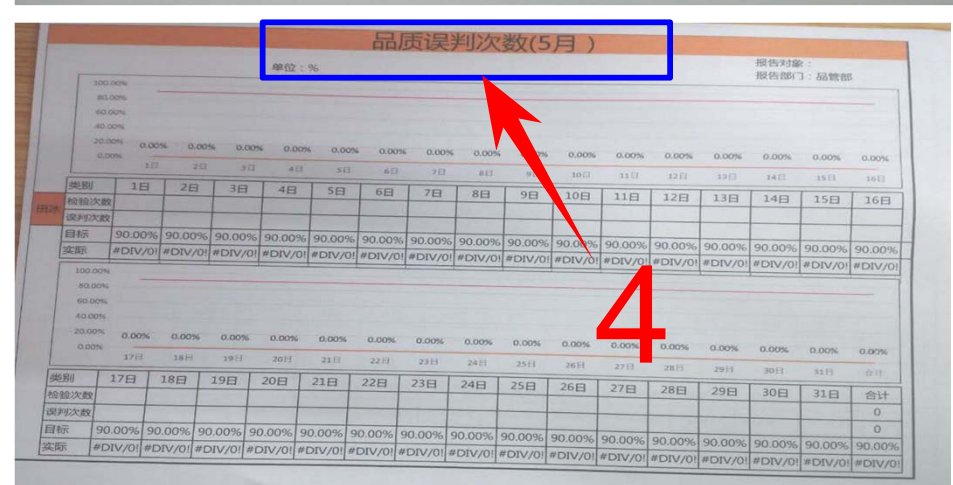 品质误判次数(5月 )
单位：%
报告对象：
报告部门：品管部
100.00%
80.00%
60.00%
40.00%
20.00%
0.00%
0.00% 0.00% 0.00% 0.00% 0.00% 0.00% 0.00% 0.00% 0.00% 0.00% 0.00% 0.00% 0.00% 0.00% 0.00%
1日 2日 3日 4日 5日 6日 7日 8日 9日 10日 11日 12日 13日 14日 15日 16日
类别 1日 2日 3日 4日 5日 6日 7日 8日 9日 10日 11日 12日 13日 14日 15日 16日
检验次数
误判次数
目标 90.00% 90.00% 90.00% 90.00% 90.00% 90.00% 90.00% 90.00% 90.00% 90.00% 90.00% 90.00% 90.00% 90.00% 90.00% 90.00%
实际 #DIV/0! #DIV/0! #DIV/0! #DIV/0! #DIV/0! #DIV/0! #DIV/0! #DIV/0! #DIV/0! #DIV/0! #DIV/0! #DIV/0! #DIV/0! #DIV/0! #DIV/0! #DIV/0!
4
100.00%
80.00%
60.00%
40.00%
20.00%
0.00%
0.00% 0.00% 0.00% 0.00% 0.00% 0.00% 0.00% 0.00% 0.00% 0.00% 0.00% 0.00% 0.00% 0.00% 0.00% 0.00%
17日 18日 19日 20日 21日 22日 23日 24日 25日 26日 27日 28日 29日 30日 31日 合计
类别 17日 18日 19日 20日 21日 22日 23日 24日 25日 26日 27日 28日 29日 30日 31日 合计
检验次数 0
误判次数 0
目标 90.00% 90.00% 90.00% 90.00% 90.00% 90.00% 90.00% 90.00% 90.00% 90.00% 90.00% 90.00% 90.00% 90.00% 90.00% 90.00%
实际 #DIV/0! #DIV/0! #DIV/0! #DIV/0! #DIV/0! #DIV/0! #DIV/0! #DIV/0! #DIV/0! #DIV/0! #DIV/0! #DIV/0! #DIV/0! #DIV/0! #DIV/0! #DIV/0!